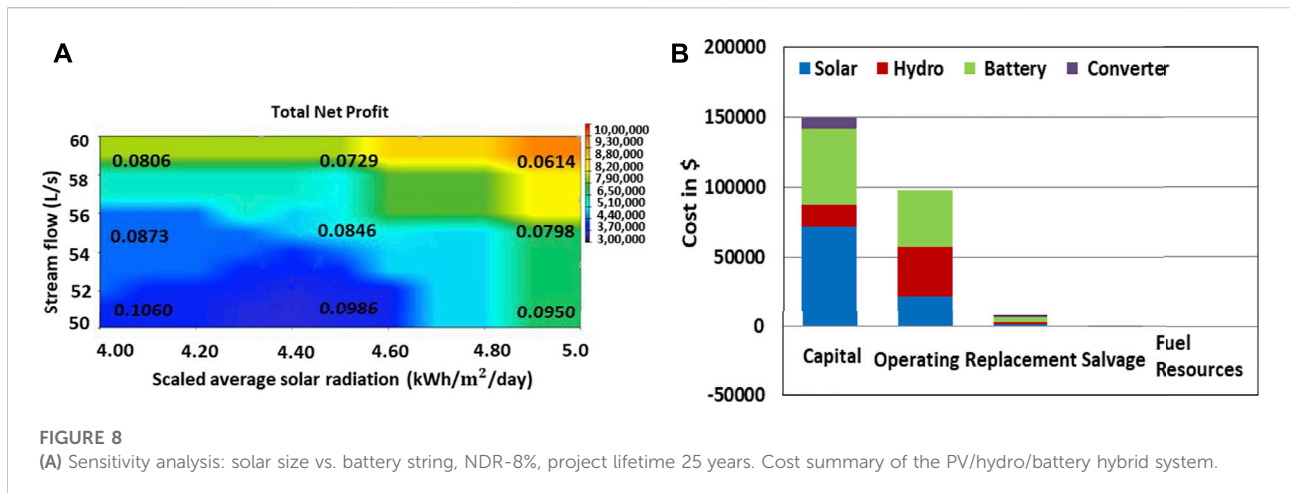 A
Total Net Profit
Stream flow (L/s)
60
58
56
54
52
50
0.0806 0.0729 0.0614
0.0873 0.0846 0.0798
0.1060 0.0986 0.0950
4.00 4.20 4.40 4.60 4.80 5.0
Scaled average solar radiation (kWh/m²/day)
10,00,000
9,30,000
8,80,000
8,20,000
7,90,000
6,50,000
5,10,000
4,40,000
3,70,000
3,00,000
B
Solar Hydro Battery Converter
Cost in $
200000
150000
100000
50000
0
-50000
Capital Operating Replacement Salvage Fuel
Resources
FIGURE 8
(A) Sensitivity analysis: solar size vs. battery string, NDR-8%, project lifetime 25 years. Cost summary of the PV/hydro/battery hybrid system.